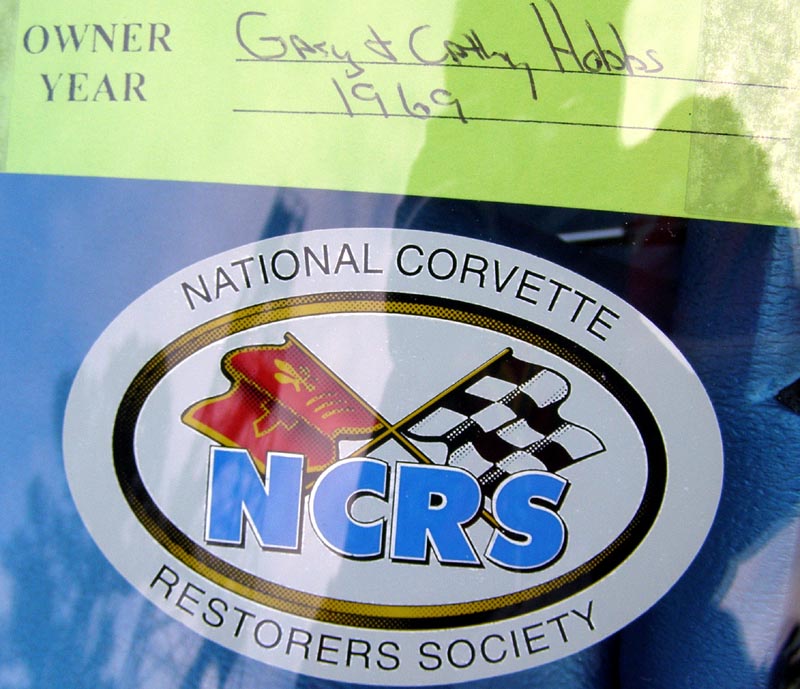 OWNER Gary & Cathy Hobbs
YEAR 1969
NATIONAL CORVETTE
NCRS
RESTORERS SOCIETY